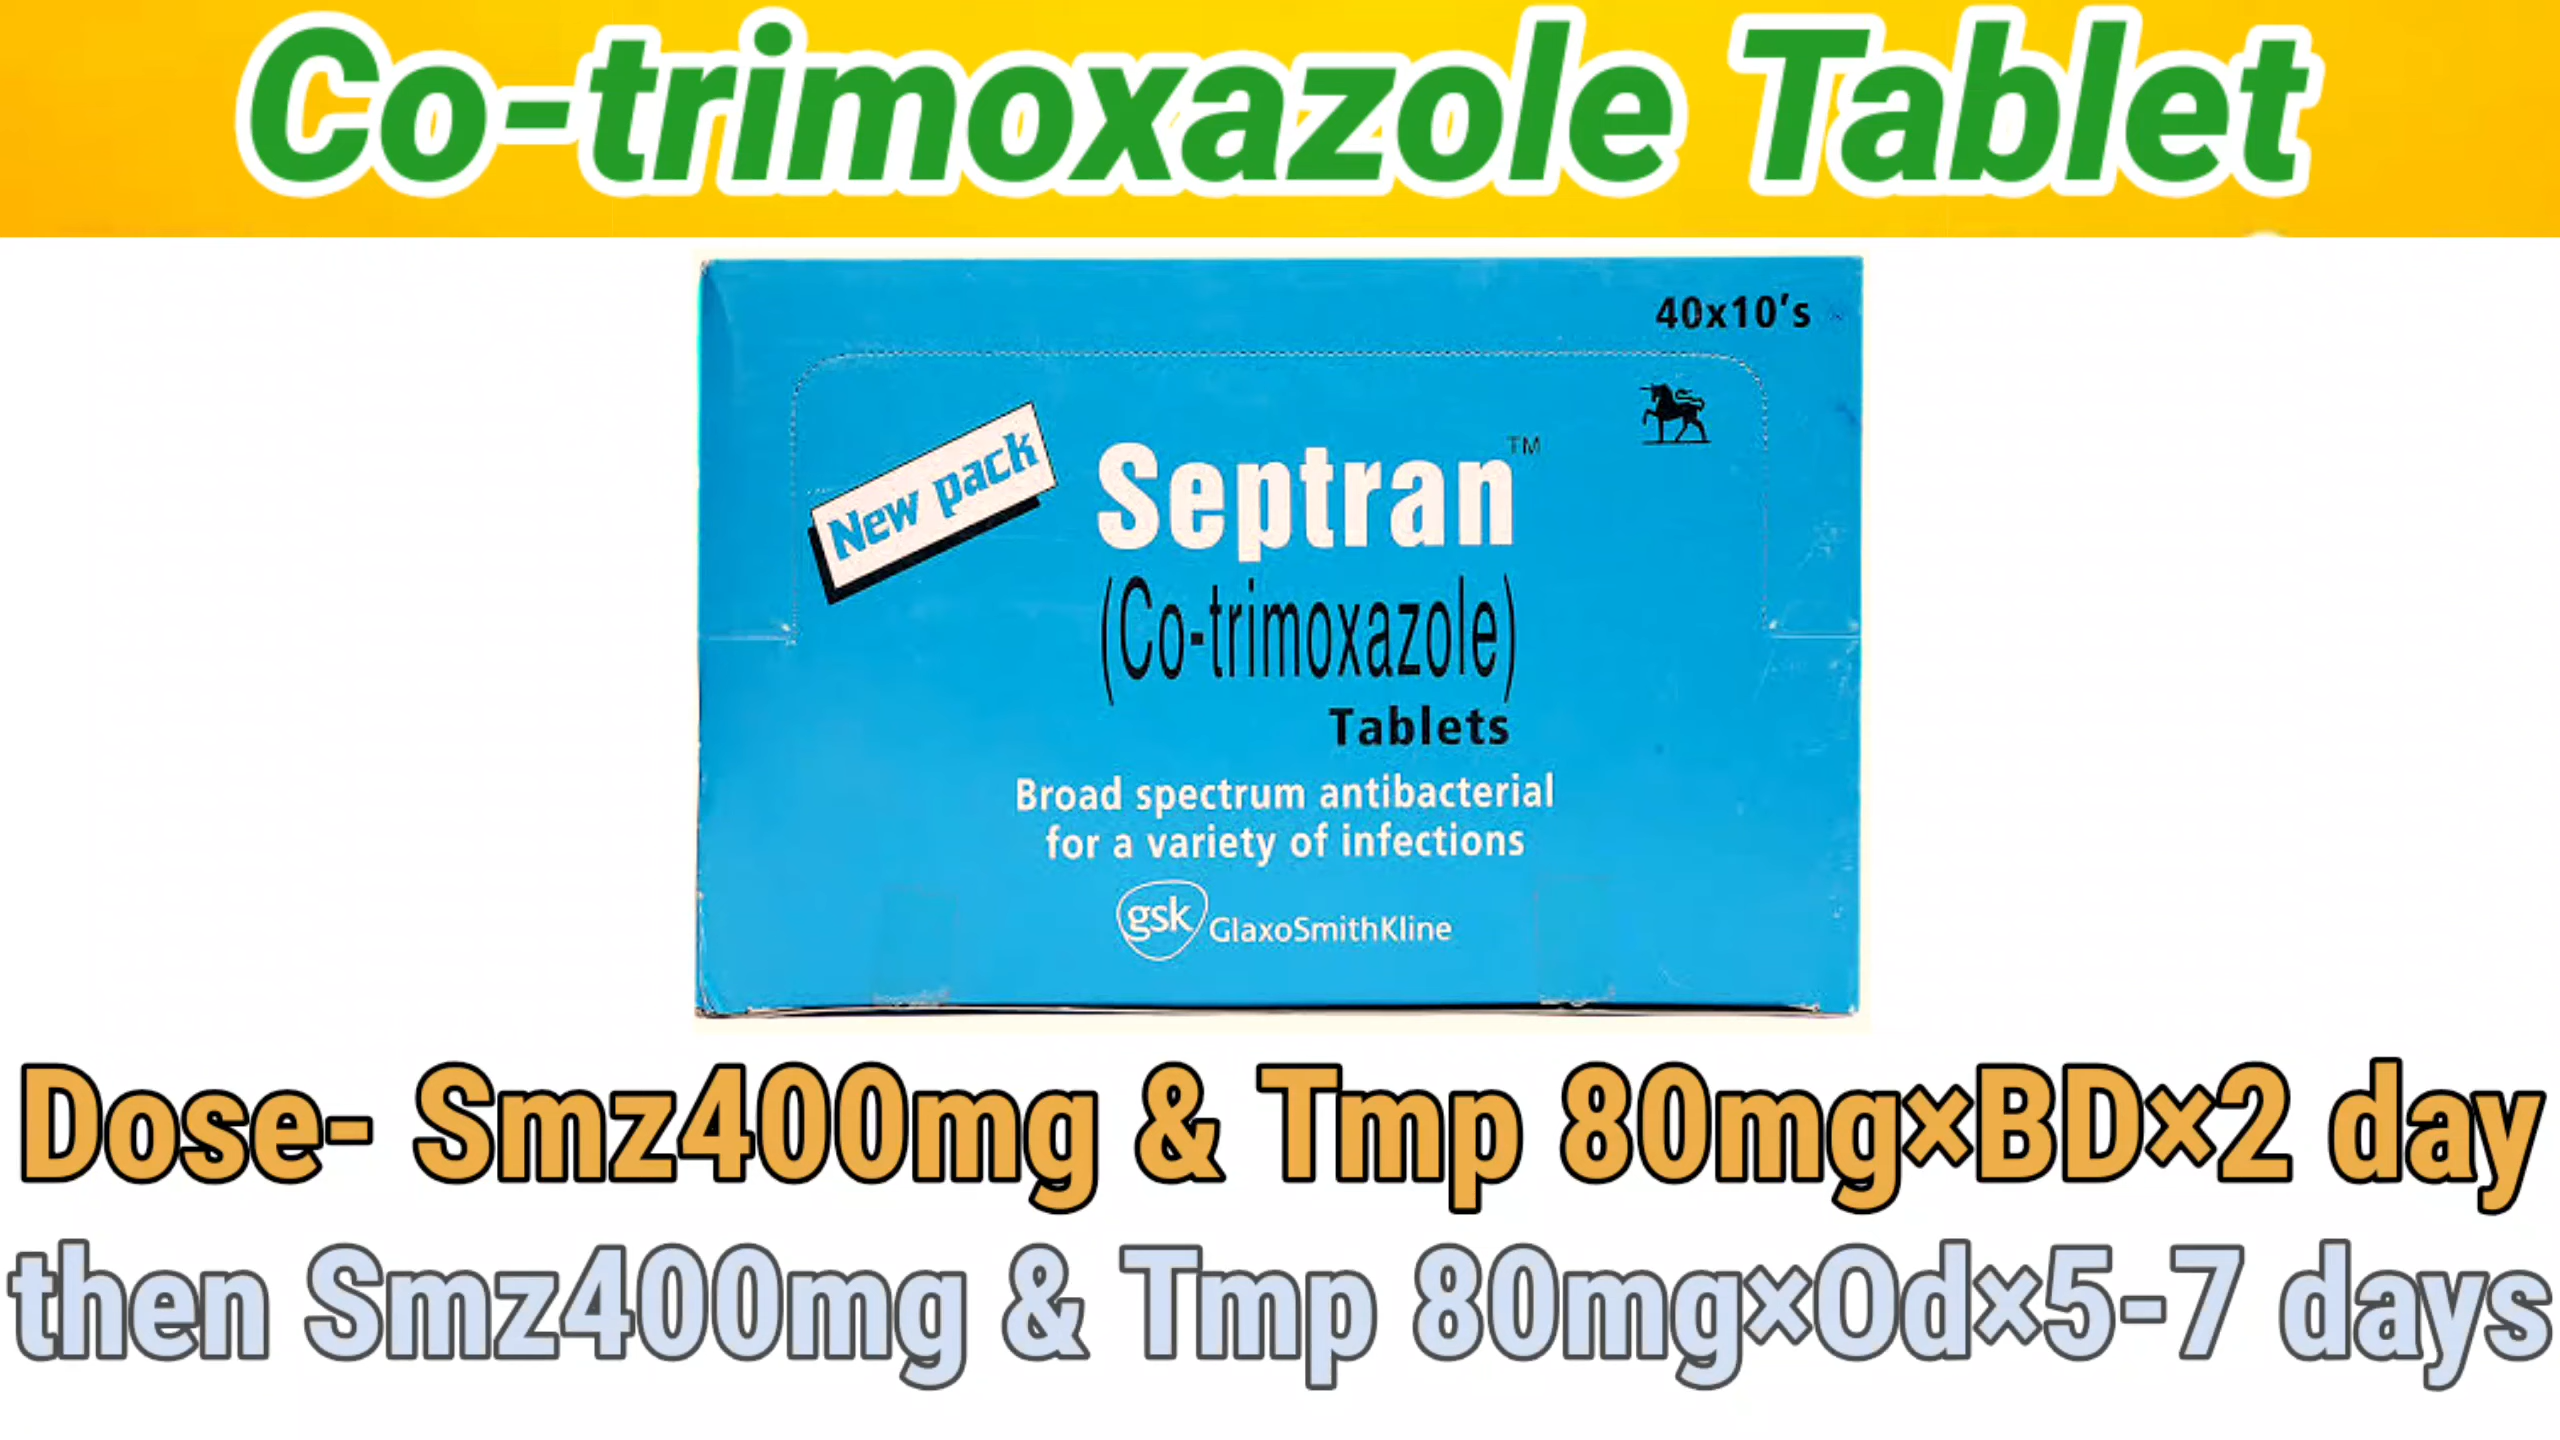 Co-trimoxazole Tablet
40x10's
New pack
Septran™
(Co-trimoxazole)
Tablets
Broad spectrum antibacterial
for a variety of infections
gsk GlaxoSmithKline
Dose- Smz400mg & Tmp 80mg×BD×2 day
then Smz400mg & Tmp 80mg×Od×5-7 days